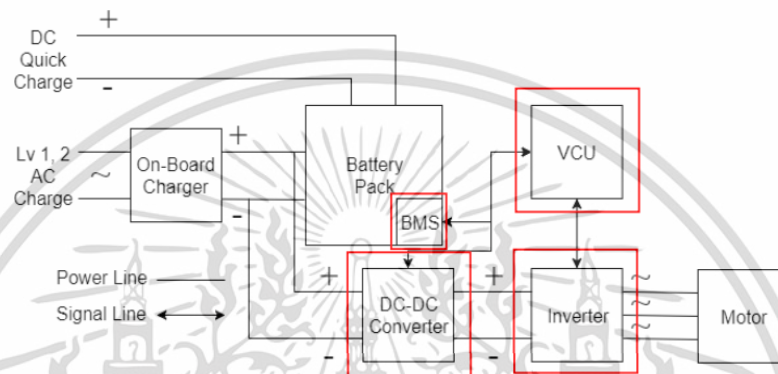 +
DC
Quick
Charge
-
Lv 1, 2
AC
Charge
~
On-Board
Charger
+
-
Battery
Pack
BMS
VCU
Power Line
Signal Line
+
-
DC-DC
Converter
+
-
Inverter
~
~
~
Motor